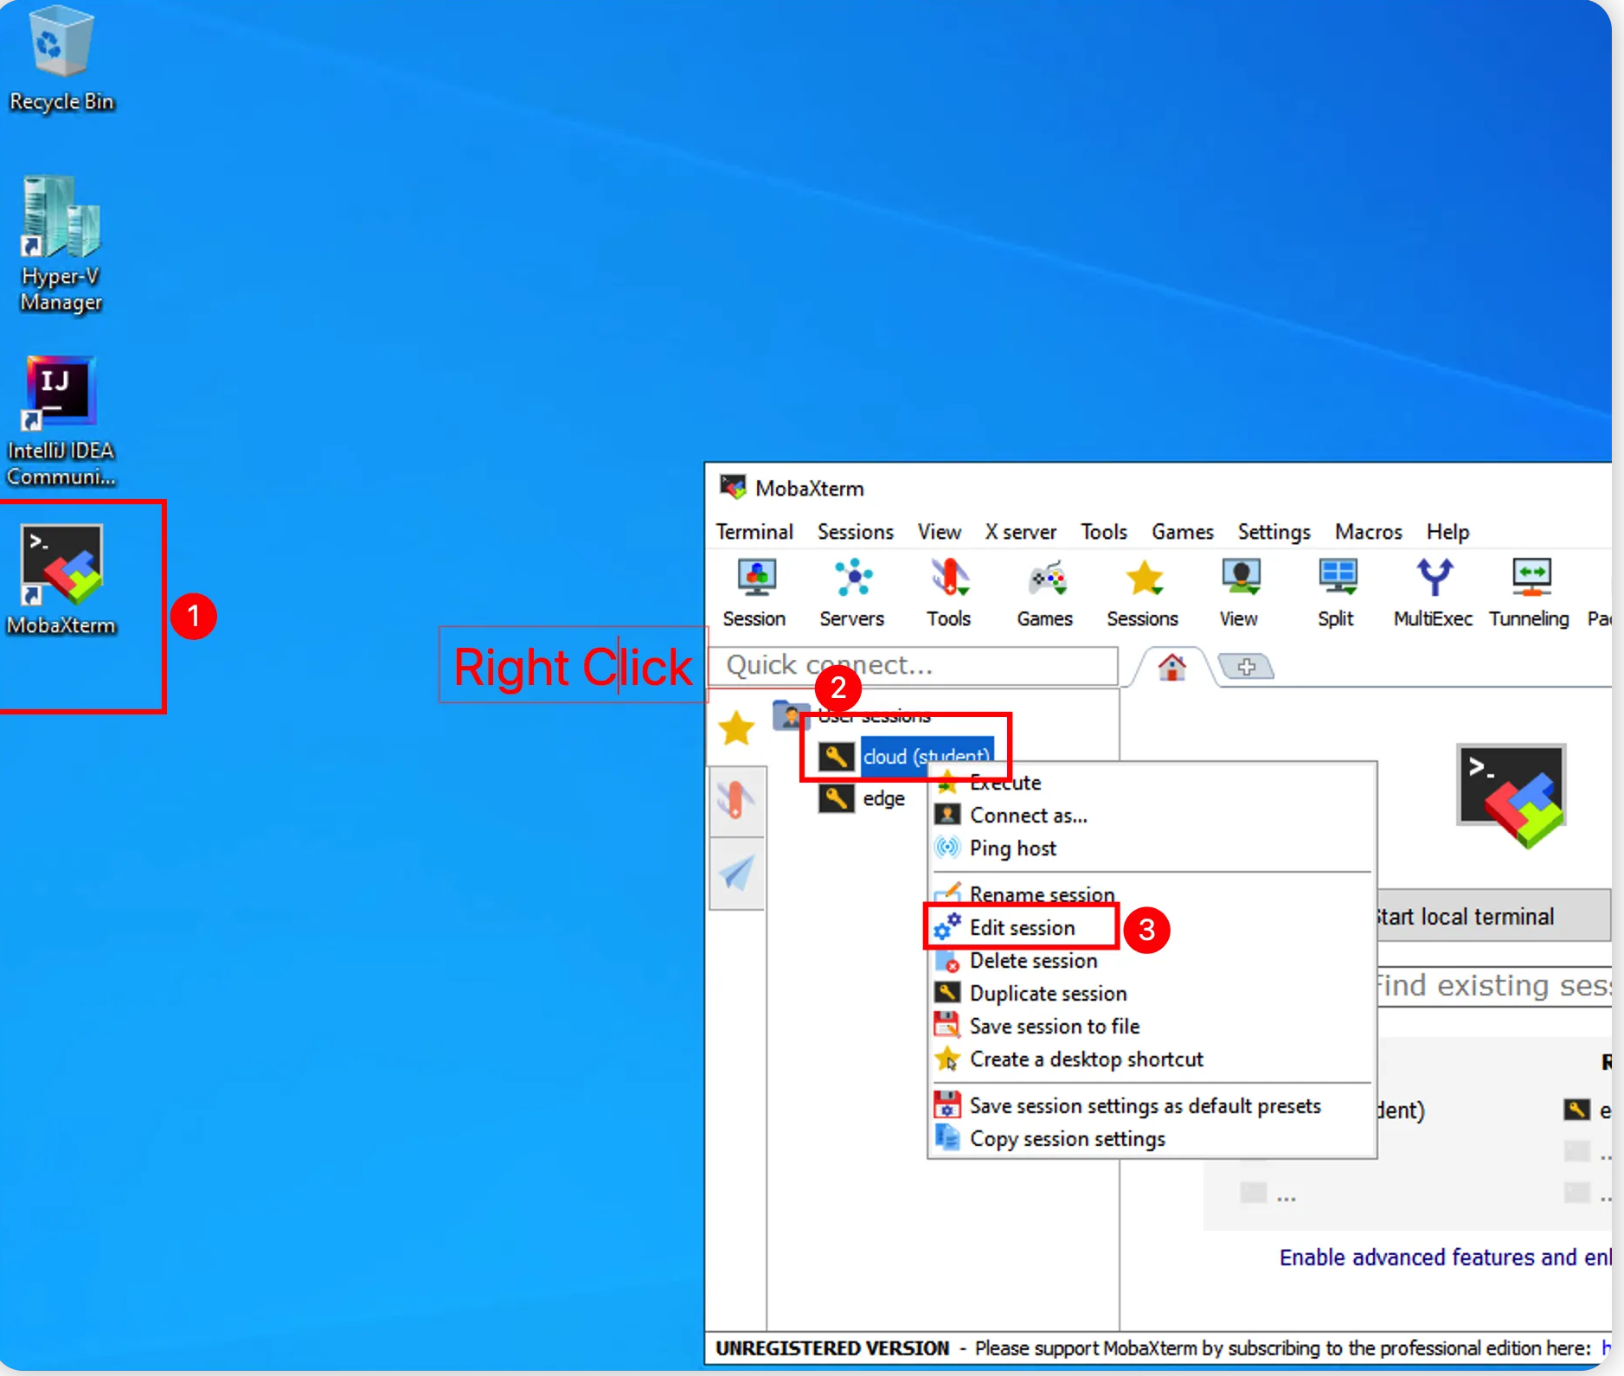 Recycle Bin
Hyper-V
Manager
IJ
IntelliJ IDEA
Communi...
>_
MobaXterm
1
Right Click
MobaXterm
Terminal Sessions View X server Tools Games Settings Macros Help
Session Servers Tools Games Sessions View Split MultiExec Tunneling
Quick connect...
2
User sessions
cloud (student)
edge
Execute
Connect as...
Ping host
Rename session
Edit session
3
Delete session
Duplicate session
Save session to file
Create a desktop shortcut
Save session settings as default presets
Copy session settings
>_
Start local terminal
Find existing
dent)
...
...
...
Enable advanced features and
UNREGISTERED VERSION - Please support MobaXterm by subscribing to the professional edition here: